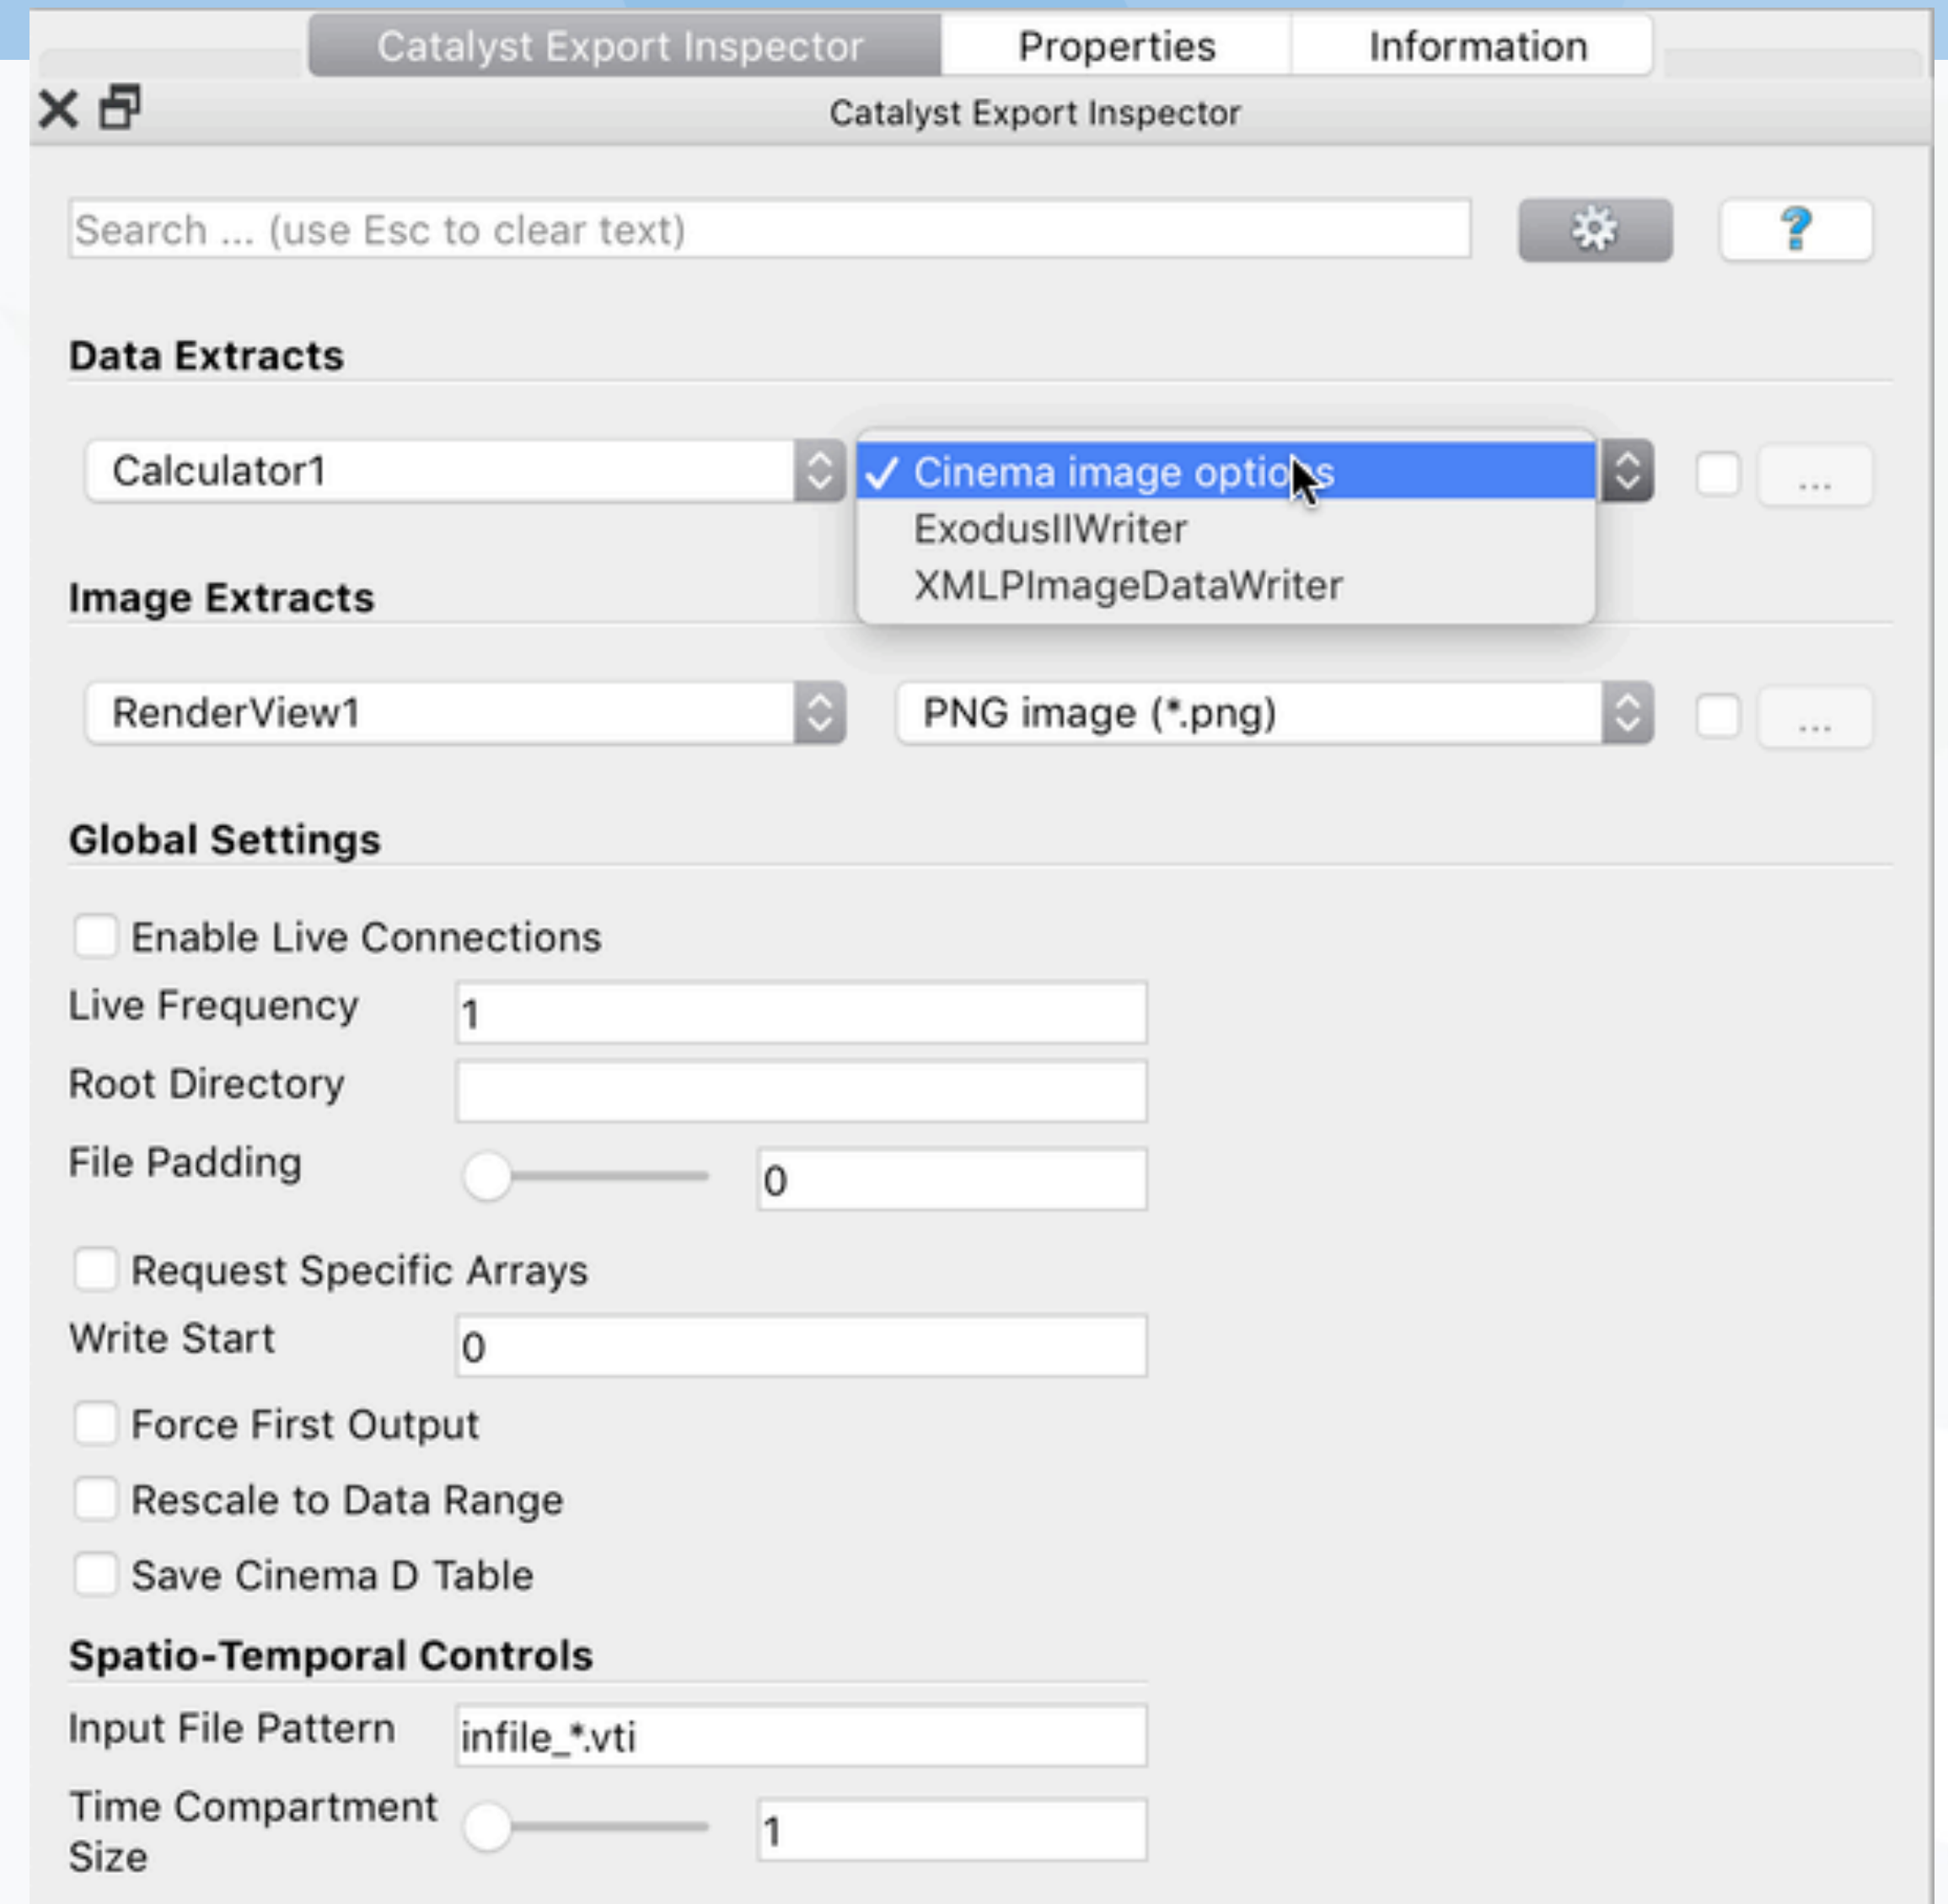 Catalyst Export Inspector Properties Information
Catalyst Export Inspector
Search ... (use Esc to clear text) ?
Data Extracts
Calculator1 ✓ Cinema image options ...
ExodusIIWriter
XMLPImageDataWriter
Image Extracts
RenderView1 PNG image (*.png) ...
Global Settings
Enable Live Connections
Live Frequency 1
Root Directory
File Padding 0
Request Specific Arrays
Write Start 0
Force First Output
Rescale to Data Range
Save Cinema D Table
Spatio-Temporal Controls
Input File Pattern infile_*.vti
Time Compartment 1
Size